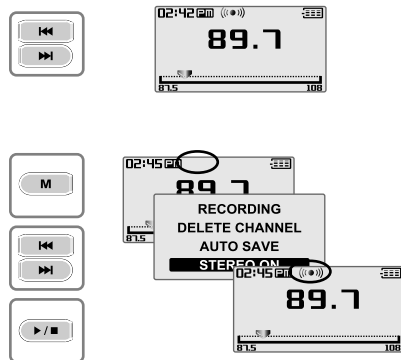 02:42 PM
89.7
87.5 108
M
02:45 PM
89.7
87.5
RECORDING
DELETE CHANNEL
AUTO SAVE
STEREO ON
02:45 PM
89.7
87.5 108